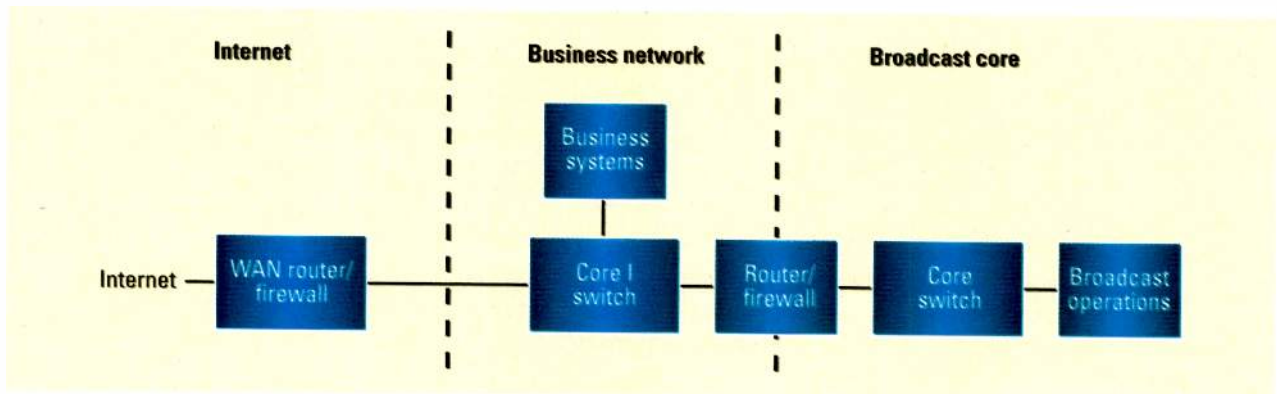 Internet
Business network
Broadcast core
Business
systems
Internet
WAN router/
firewall
Core I
switch
Router/
firewall
Core
switch
Broadcast
operations